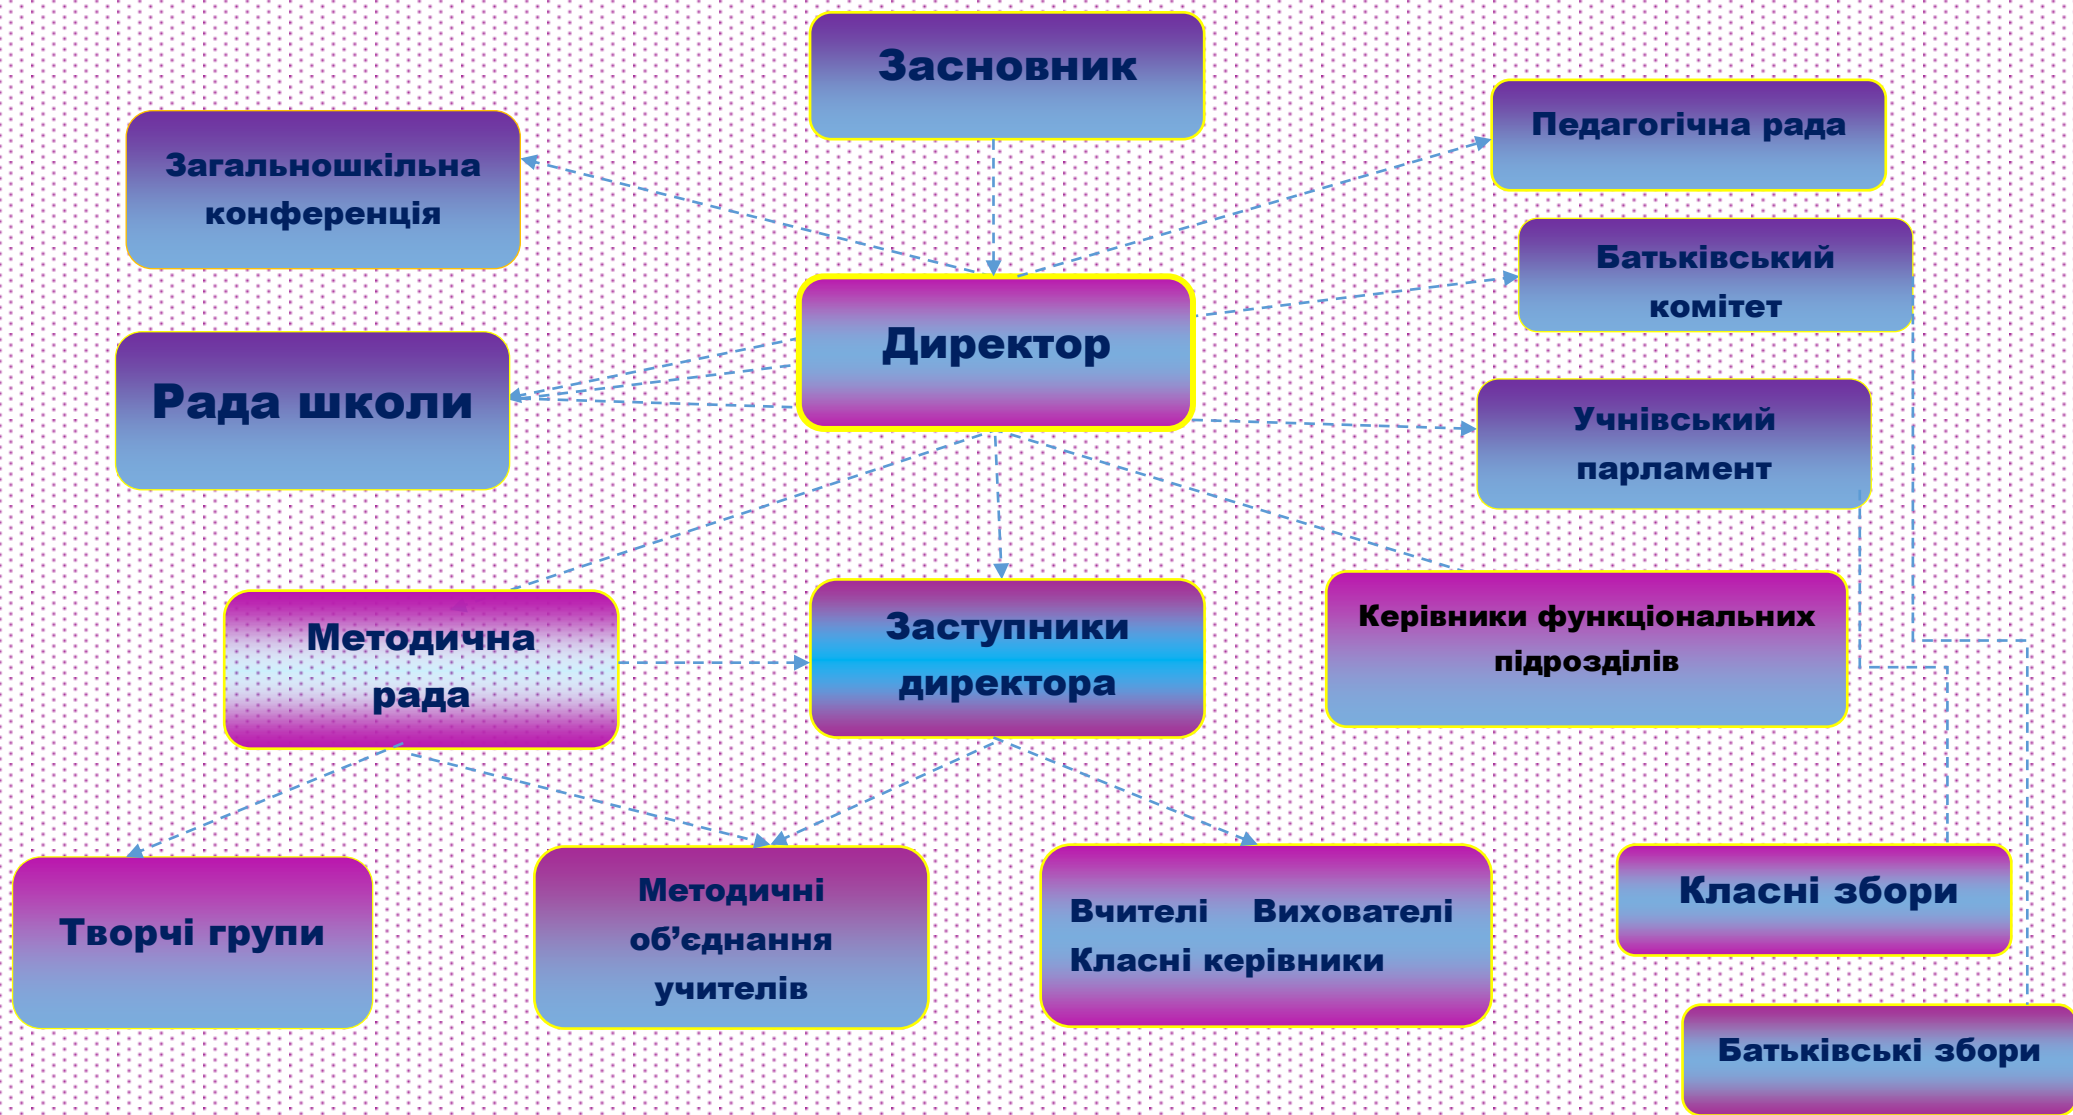 Засновник
Педагогічна рада
Загальношкільна
конференція
Батьківський
комітет
Директор
Рада школи
Учнівський
парламент
Методична
рада
Заступники
директора
Керівники функціональних
підрозділів
Творчі групи
Методичні
об’єднання
учителів
Вчителі Вихователі
Класні керівники
Класні збори
Батьківські збори